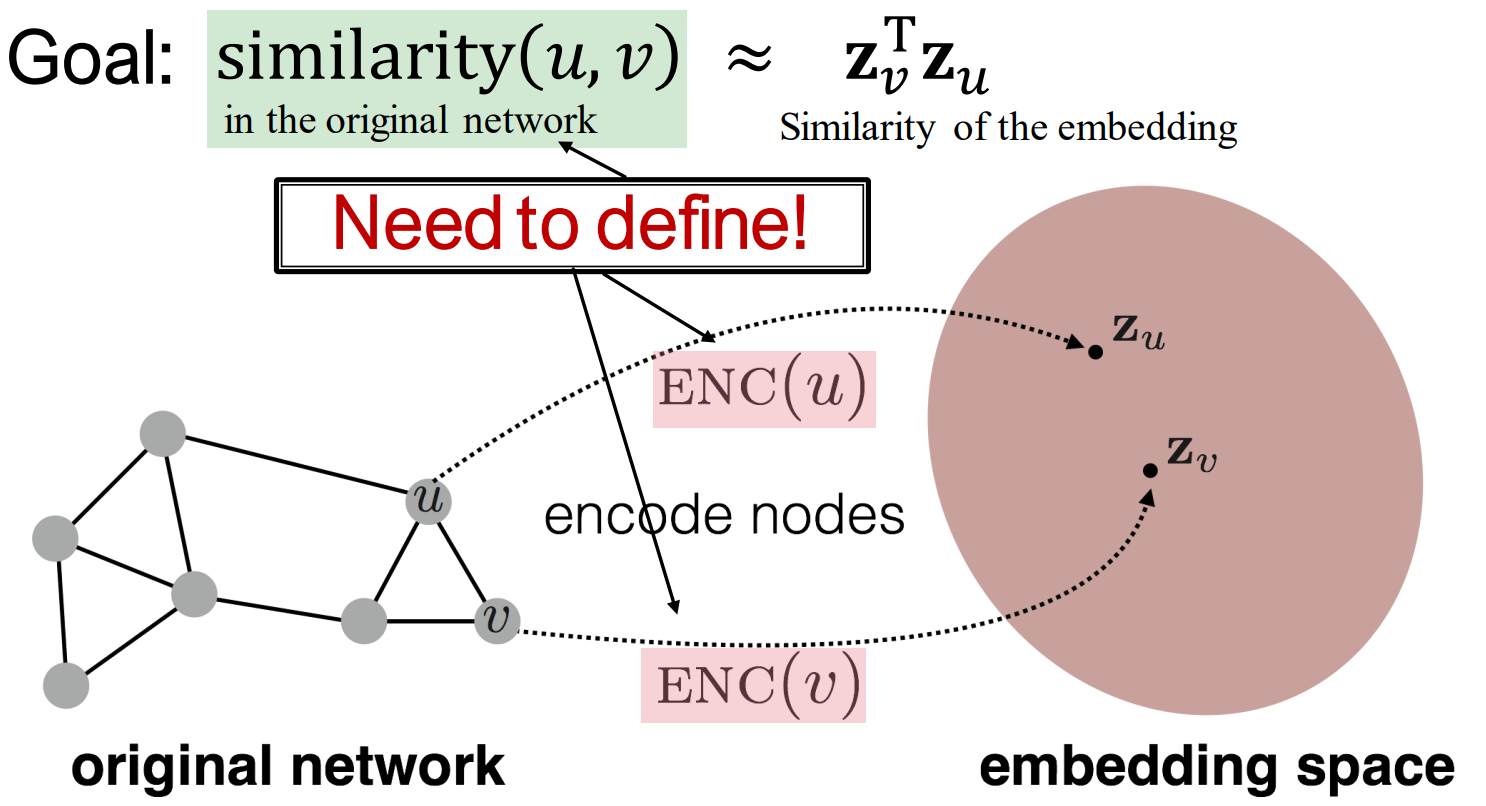 Goal: similarity(u, v) ≈ z_v^T z_u
in the original network
Similarity of the embedding
Need to define!
z_u
ENC(u)
z_v
u
encode nodes
v
ENC(v)
original network
embedding space